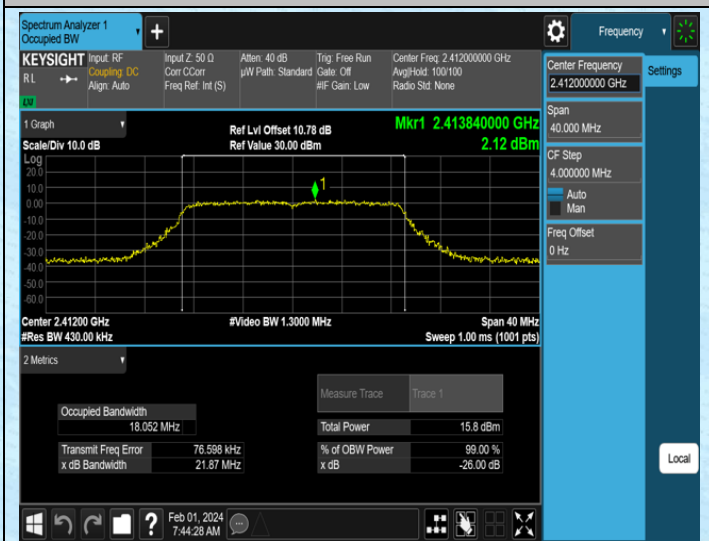 Spectrum Analyzer 1
Occupied BW
Frequency
KEYSIGHT
RL
LXI
Input: RF
Coupling: DC
Align: Auto
Input Z: 50 Ω
Corr CCorr
Freq Ref: Int (S)
Atten: 40 dB
µW Path: Standard
Trig: Free Run
Gate: Off
#IF Gain: Low
Center Freq: 2.412000000 GHz
Avg|Hold: 100/100
Radio Std: None
Center Frequency
2.412000000 GHz
Settings
Span
40.000 MHz
CF Step
4.000000 MHz
Auto
Man
Freq Offset
0 Hz
1 Graph
Scale/Div 10.0 dB
Ref Lvl Offset 10.78 dB
Ref Value 30.00 dBm
Mkr1 2.413840000 GHz
2.12 dBm
Log
20.0
10.0
0.00
-10.0
-20.0
-30.0
-40.0
-50.0
-60.0
1
Center 2.41200 GHz
#Res BW 430.00 kHz
#Video BW 1.3000 MHz
Span 40 MHz
Sweep 1.00 ms (1001 pts)
2 Metrics
Measure Trace
Trace 1
Occupied Bandwidth
18.052 MHz
Total Power
15.8 dBm
Transmit Freq Error
76.598 kHz
% of OBW Power
99.00 %
x dB Bandwidth
21.87 MHz
x dB
-26.00 dB
Local
Feb 01, 2024
7:44:28 AM